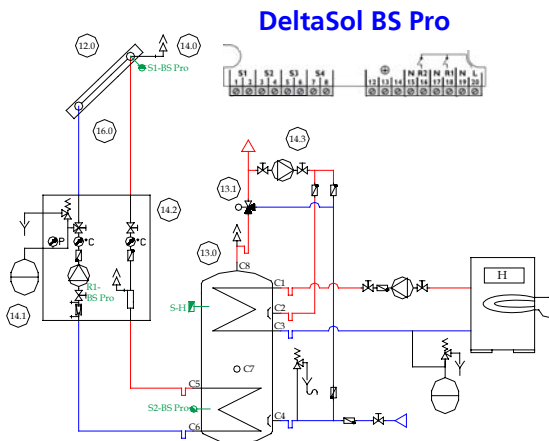 DeltaSol BS Pro
12.0
14.0
S1-BS Pro
S1 S2 S3 S4
N R2 N R1 N L
1 2 3 4 5 6 7 8
12 13 14 15 16 17 18 19 20
16.0
14.3
13.1
14.2
P
°C
°C
13.0
C8
R1-
BS Pro
14.1
S-H
C1
C2
C3
H
C7
C5
S2-BS Pro
C6
C4